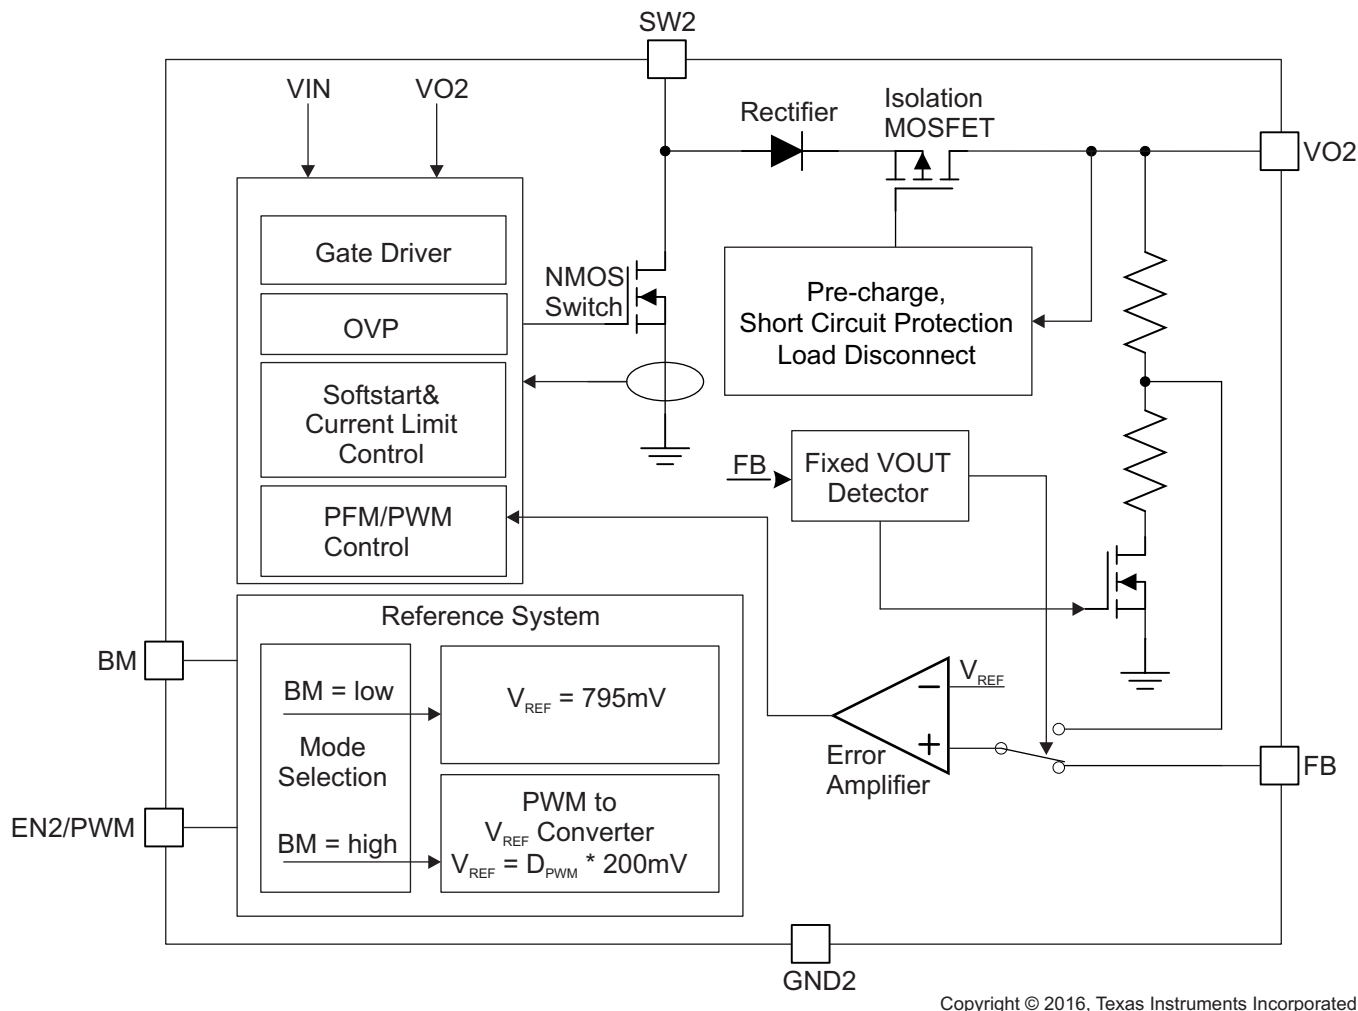 SW2
VIN
VO2
Rectifier
Isolation
MOSFET
VO2
Gate Driver
OVP
Softstart&
Current Limit
Control
PFM/PWM
Control
NMOS
Switch
Pre-charge,
Short Circuit Protection
Load Disconnect
FB
Fixed VOUT
Detector
Reference System
BM
BM = low
Mode
Selection
BM = high
VREF = 795mV
PWM to
VREF Converter
VREF = DPWM * 200mV
EN2/PWM
VREF
−
+
Error
Amplifier
FB
GND2
Copyright © 2016, Texas Instruments Incorporated